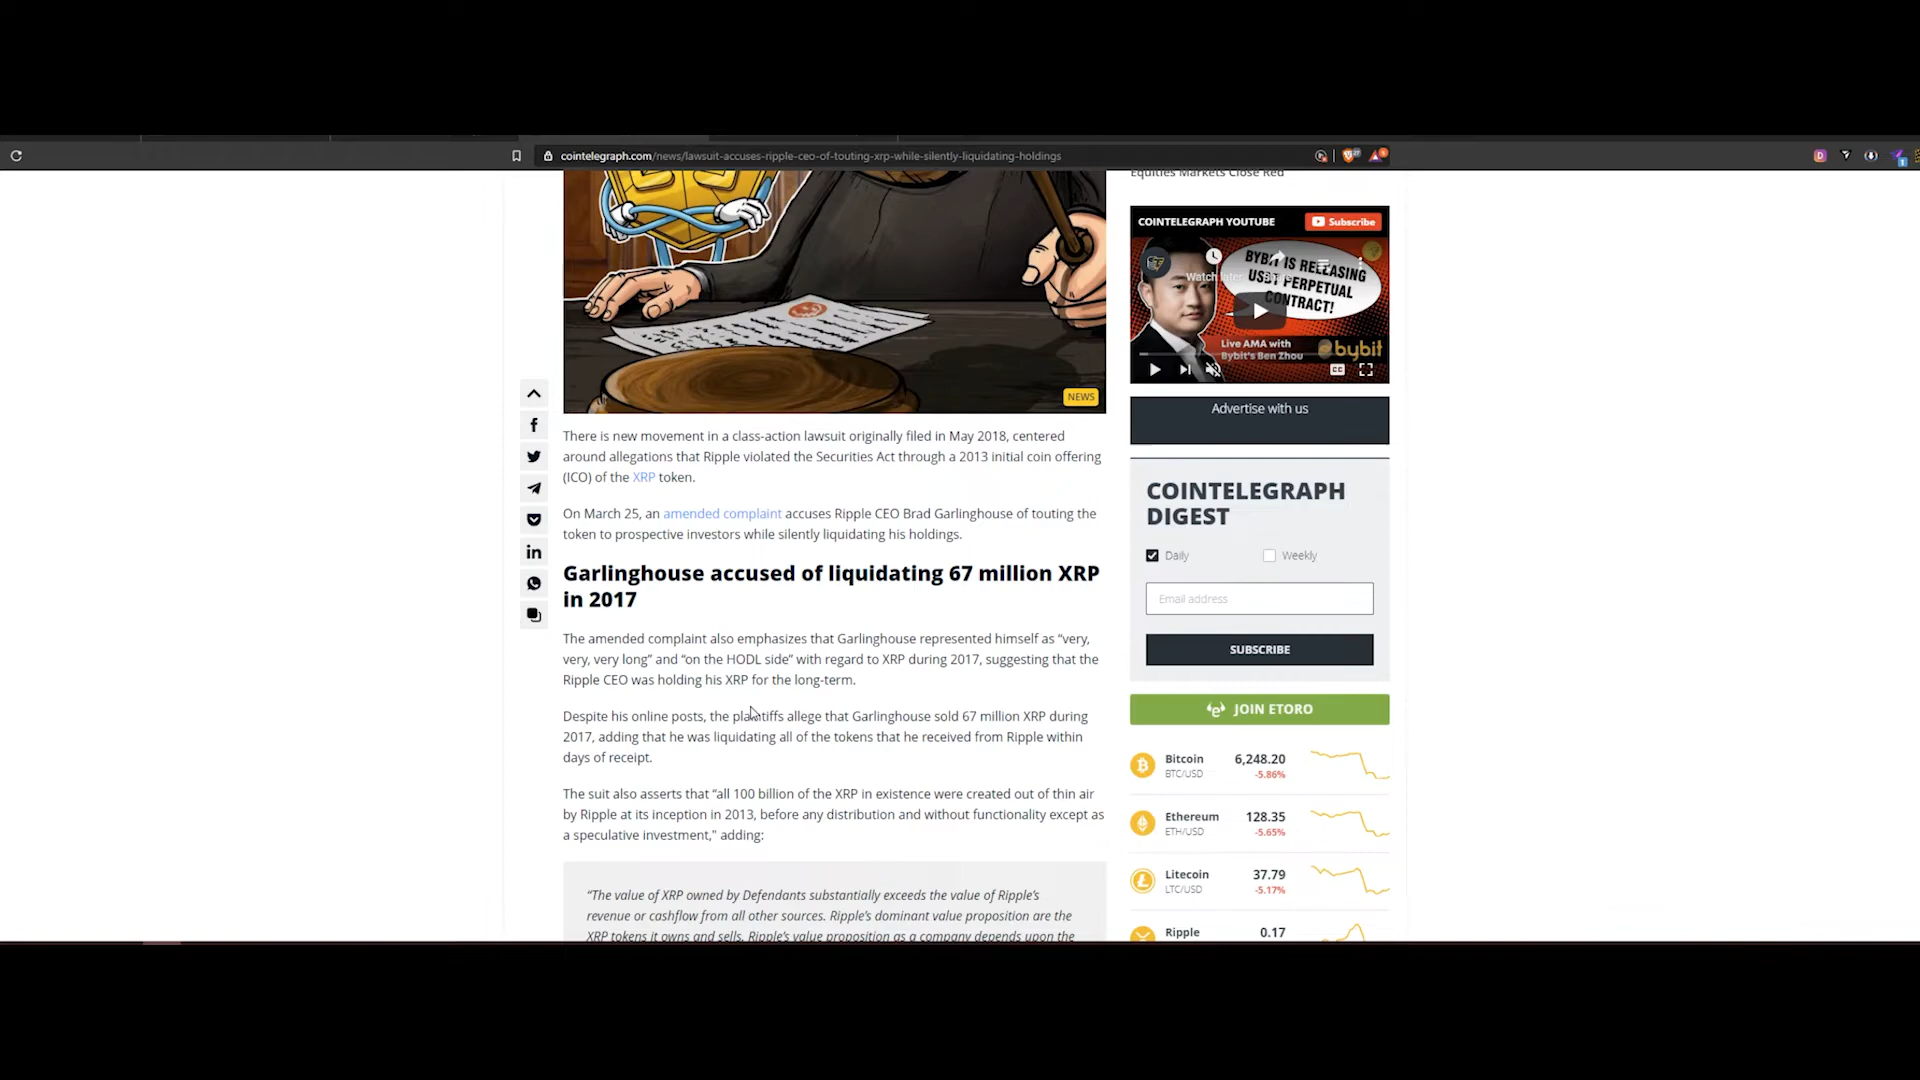 cointelegraph.com/news/lawsuit-accuses-ripple-ceo-of-touting-xrp-while-silently-liquidating-holdings
NEWS
There is new movement in a class-action lawsuit originally filed in May 2018, centered
around allegations that Ripple violated the Securities Act through a 2013 initial coin offering
(ICO) of the XRP token.
On March 25, an amended complaint accuses Ripple CEO Brad Garlinghouse of touting the
token to prospective investors while silently liquidating his holdings.
Garlinghouse accused of liquidating 67 million XRP
in 2017
The amended complaint also emphasizes that Garlinghouse represented himself as “very,
very, very long” and “on the HODL side” with regard to XRP during 2017, suggesting that the
Ripple CEO was holding his XRP for the long-term.
Despite his online posts, the plaintiffs allege that Garlinghouse sold 67 million XRP during
2017, adding that he was liquidating all of the tokens that he received from Ripple within
days of receipt.
The suit also asserts that “all 100 billion of the XRP in existence were created out of thin air
by Ripple at its inception in 2013, before any distribution and without functionality except as
a speculative investment," adding:
“The value of XRP owned by Defendants substantially exceeds the value of Ripple’s
revenue or cashflow from all other sources. Ripple’s dominant value proposition are the
XRP tokens it owns and sells. Ripple’s value proposition as a company depends upon the
Equities Markets Close Red
COINTELEGRAPH YOUTUBE
Subscribe
BYBIT IS RELEASING
USDT PERPETUAL
CONTRACT!
Watch later
Live AMA with
Bybit's Ben Zhou
bybit
CC
Advertise with us
COINTELEGRAPH
DIGEST
Daily
Weekly
Email address
SUBSCRIBE
JOIN ETORO
Bitcoin 6,248.20
BTC/USD -5.86%
Ethereum 128.35
ETH/USD -5.65%
Litecoin 37.79
LTC/USD -5.17%
Ripple 0.17